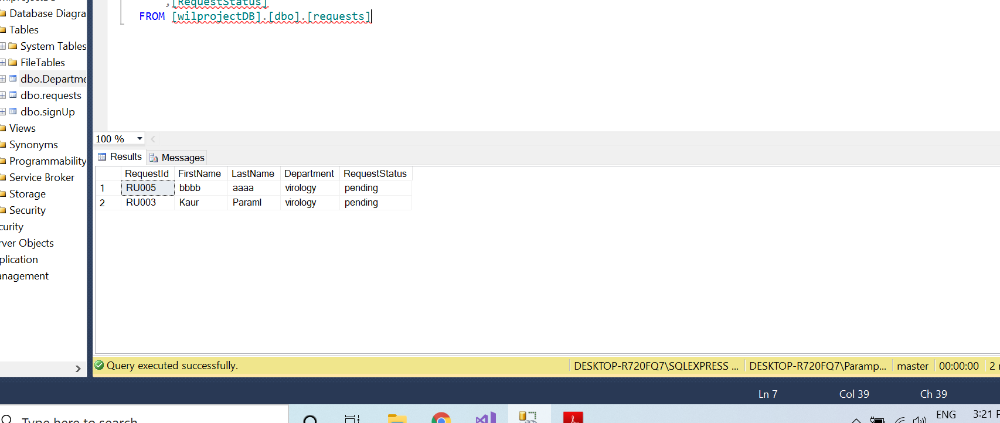 ,[RequestStatus]
FROM [wilprojectDB].[dbo].[requests]
Database Diagra
Tables
System Tables
FileTables
dbo.Departme
dbo.requests
dbo.signUp
Views
Synonyms
Programmability
Service Broker
Storage
Security
curity
rver Objects
plication
anagement
100 %
Results Messages
RequestId FirstName LastName Department RequestStatus
1 RU005 bbbb aaaa virology pending
2 RU003 Kaur Paraml virology pending
Query executed successfully. DESKTOP-R720FQ7\SQLEXPRESS ... DESKTOP-R720FQ7\Paramp... master 00:00:00 2
Ln 7 Col 39 Ch 39
Type here to search
ENG 3:21